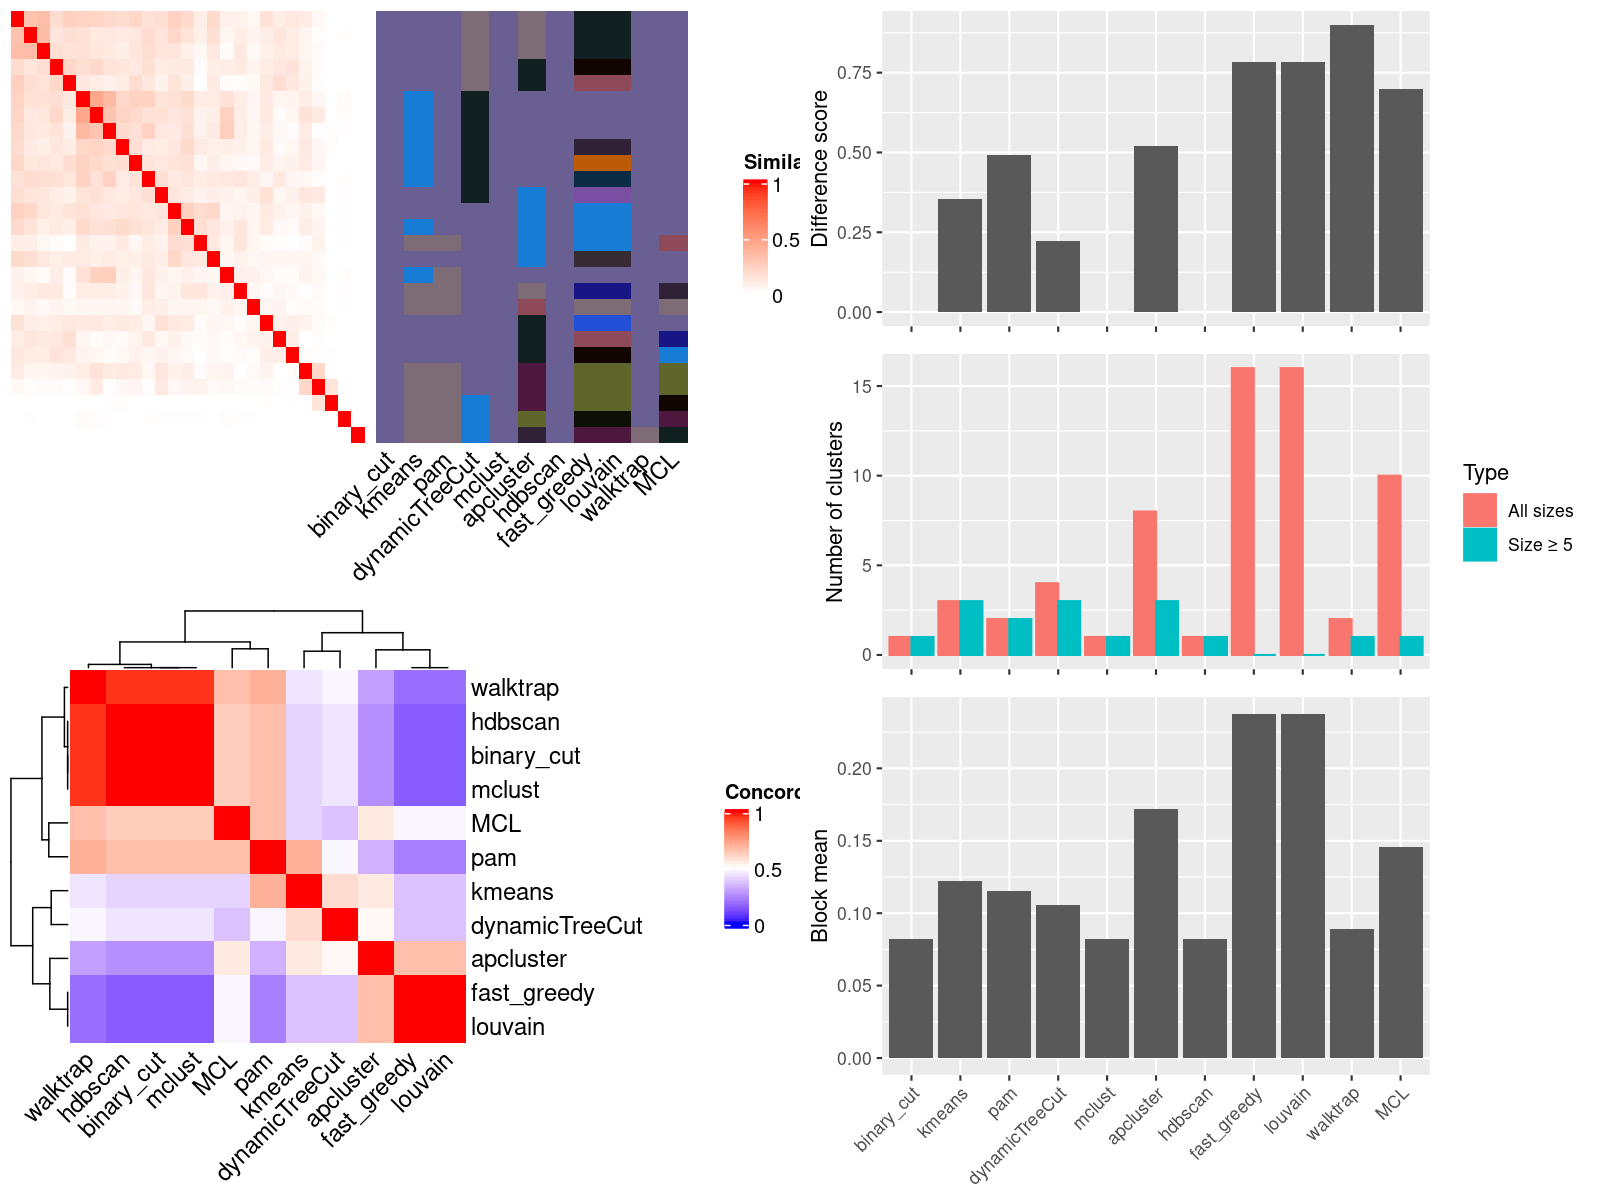 Simila
1
0.5
0
binary_cut
kmeans
pam
dynamicTreeCut
mclust
apcluster
hdbscan
fast_greedy
louvain
walktrap
MCL
walktrap
hdbscan
binary_cut
mclust
MCL
pam
kmeans
dynamicTreeCut
apcluster
fast_greedy
louvain
Concord
1
0.5
0
walktrap
hdbscan
binary_cut
mclust
MCL
pam
kmeans
dynamicTreeCut
apcluster
fast_greedy
louvain
Difference score
0.75
0.50
0.25
0.00
Number of clusters
15
10
5
0
Type
All sizes
Size ≥ 5
Block mean
0.20
0.15
0.10
0.05
0.00
binary_cut
kmeans
pam
dynamicTreeCut
mclust
apcluster
hdbscan
fast_greedy
louvain
walktrap
MCL